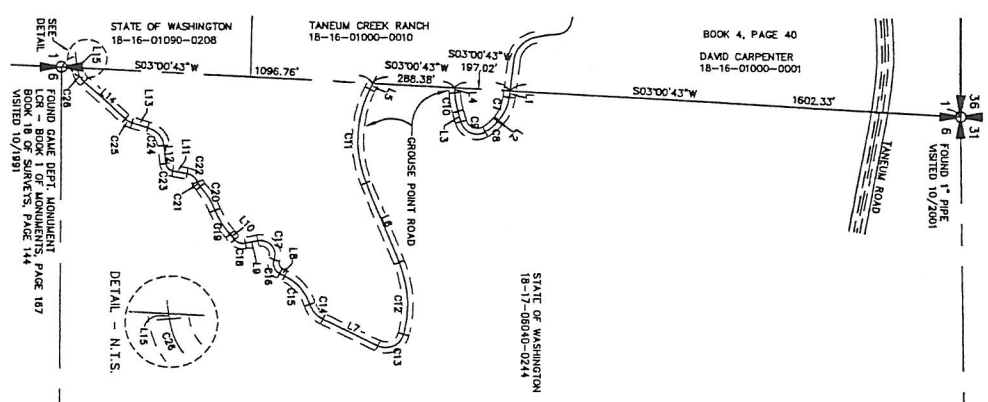 STATE OF WASHINGTON
18-16-01090-0208
TANEUM CREEK RANCH
18-16-01000-0010
BOOK 4, PAGE 40
DAVID CARPENTER
18-16-01000-0001
SEE
DETAIL
L15
1
6
S03°00'43"W
1096.76'
S03°00'43"W
288.38'
S03°00'43"W
197.02'
S03°00'43"W
1602.33'
36
31
1
6
FOUND 1" PIPE
VISITED 10/2001
TANEUM ROAD
FOUND GAME DEPT. MONUMENT
LCR - BOOK 1 OF MONUMENTS, PAGE 167
BOOK 18 OF SURVEYS, PAGE 144
VISITED 10/1991
C26
L14
C25
L13
C24
L12
C23
L11
C22
C21
C20
C19
L10
C18
L9
C17
C16
L8
C15
C14
L7
C13
C12
L6
C11
L5
GROUSE POINT ROAD
L4
C10
L3
C9
C8
L2
C7
L1
STATE OF WASHINGTON
18-17-06040-0244
DETAIL - N.T.S.
C26
L15